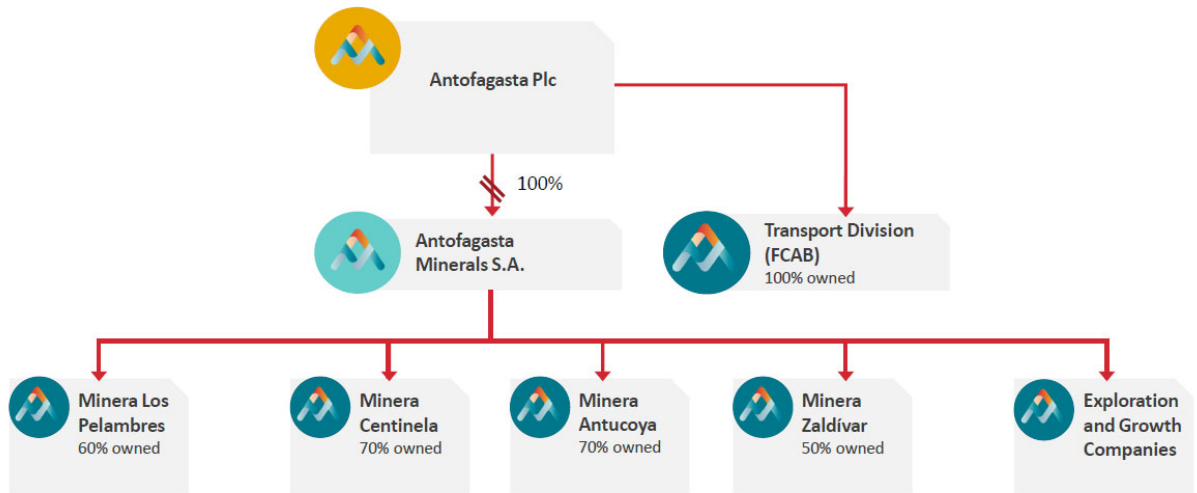 Antofagasta Plc
100%
Antofagasta
Minerals S.A.
Transport Division
(FCAB)
100% owned
Minera Los
Pelambres
60% owned
Minera
Centinela
70% owned
Minera
Antucoya
70% owned
Minera
Zaldívar
50% owned
Exploration
and Growth
Companies